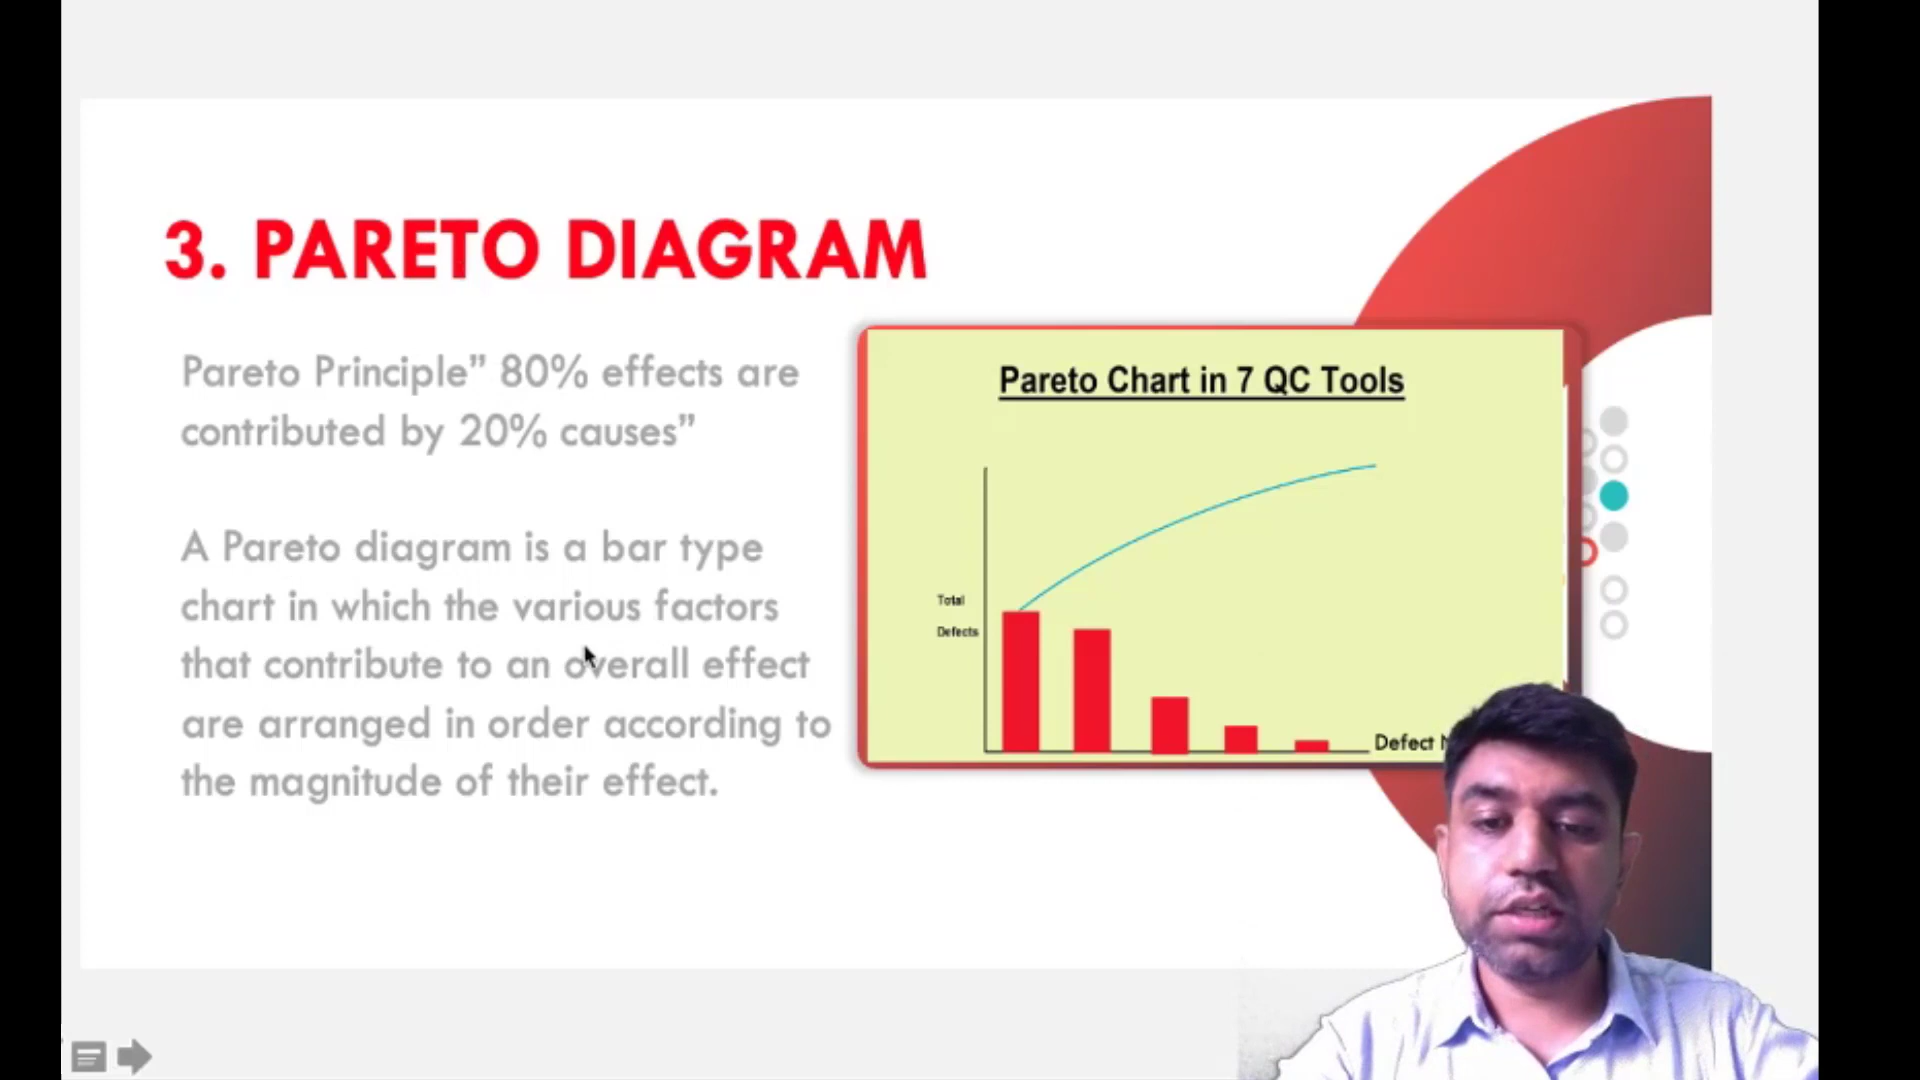 3. PARETO DIAGRAM
Pareto Principle” 80% effects are
contributed by 20% causes”
A Pareto diagram is a bar type
chart in which the various factors
that contribute to an overall effect
are arranged in order according to
the magnitude of their effect.
Pareto Chart in 7 QC Tools
Total
Defects
Defect